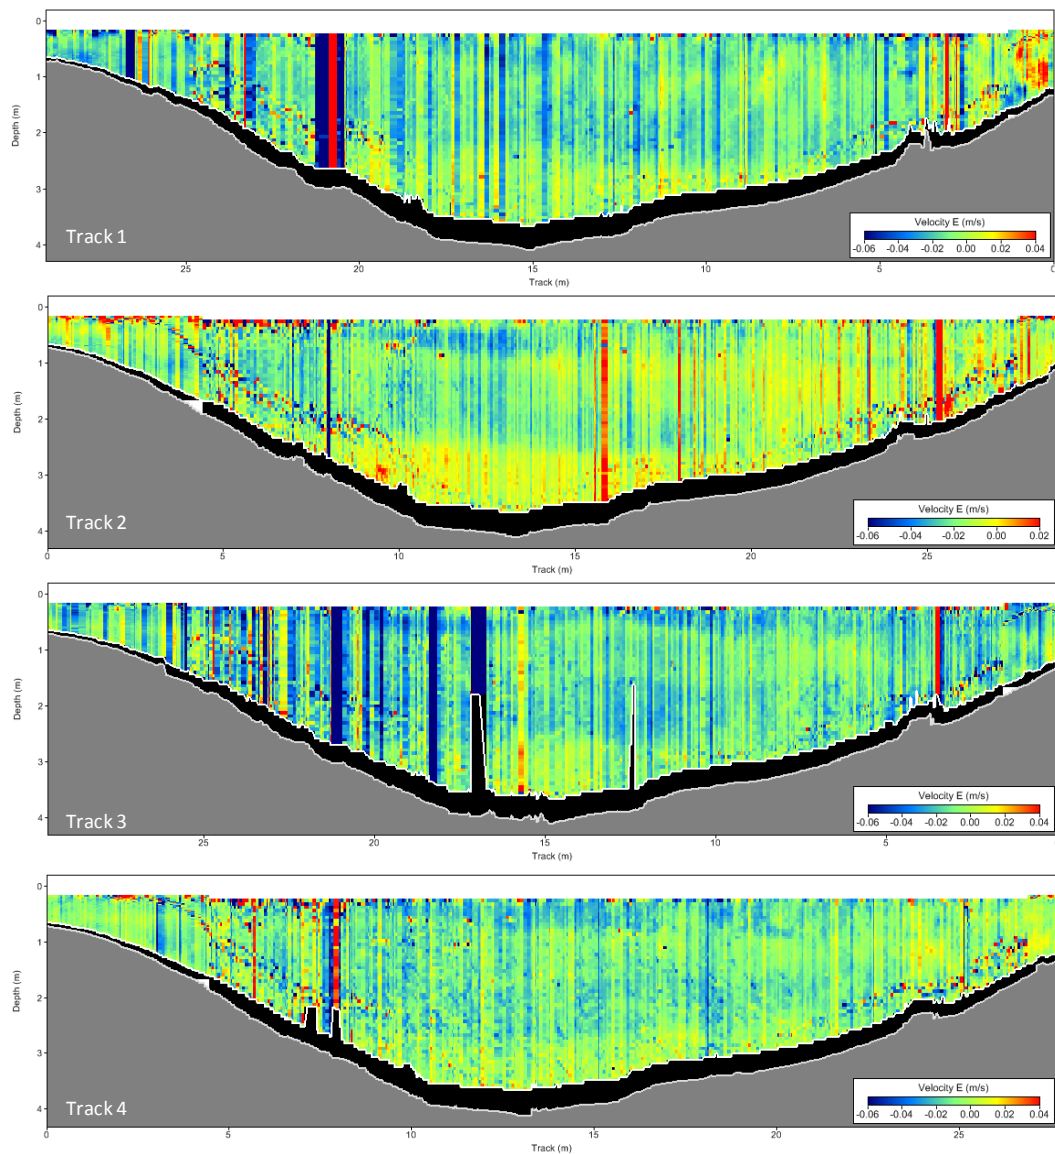 0
1
2
3
4
Depth (m)
Track 1
Velocity E (m/s)
-0.06 -0.04 -0.02 0.00 0.02 0.04
25 20 15 10 5 0
Track (m)
0
1
2
3
4
Depth (m)
Track 2
Velocity E (m/s)
-0.06 -0.04 -0.02 0.00 0.02
0 5 10 15 20 25
Track (m)
0
1
2
3
4
Depth (m)
Track 3
Velocity E (m/s)
-0.06 -0.04 -0.02 0.00 0.02 0.04
25 20 15 10 5
Track (m)
0
1
2
3
4
Depth (m)
Track 4
Velocity E (m/s)
-0.06 -0.04 -0.02 0.00 0.02 0.04
0 5 10 15 20 25
Track (m)